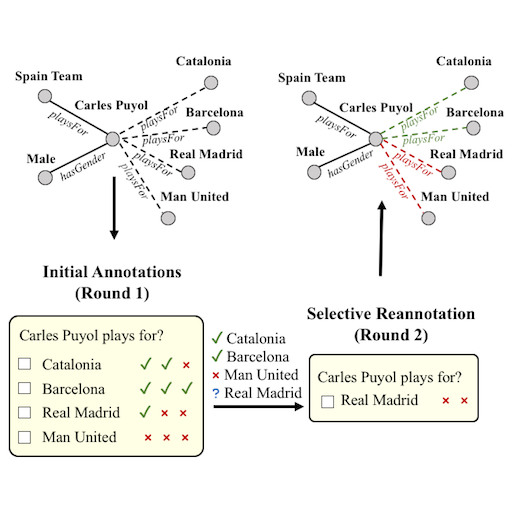 Catalonia
Spain Team
Carles Puyol
playsFor
playsFor
Barcelona
playsFor
Male
hasGender
playsFor
Real Madrid
playsFor
Man United
Catalonia
Spain Team
Carles Puyol
playsFor
playsFor
Barcelona
playsFor
Male
hasGender
playsFor
Real Madrid
playsFor
Man United
Initial Annotations
(Round 1)
Carles Puyol plays for?
Catalonia ✓ ✓ ×
Barcelona ✓ ✓ ✓
Real Madrid ✓ × ×
Man United × × ×
✓ Catalonia
✓ Barcelona
× Man United
? Real Madrid
Selective Reannotation
(Round 2)
Carles Puyol plays for?
Real Madrid × ×